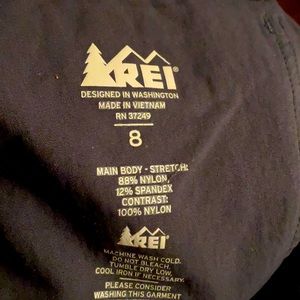 REI®
DESIGNED IN WASHINGTON
MADE IN VIETNAM
RN 37249
8
MAIN BODY - STRETCH:
88% NYLON,
12% SPANDEX
CONTRAST:
100% NYLON
REI®
MACHINE WASH COLD.
DO NOT BLEACH.
TUMBLE DRY LOW.
COOL IRON IF NECESSARY.
PLEASE CONSIDER
WASHING THIS GARMENT